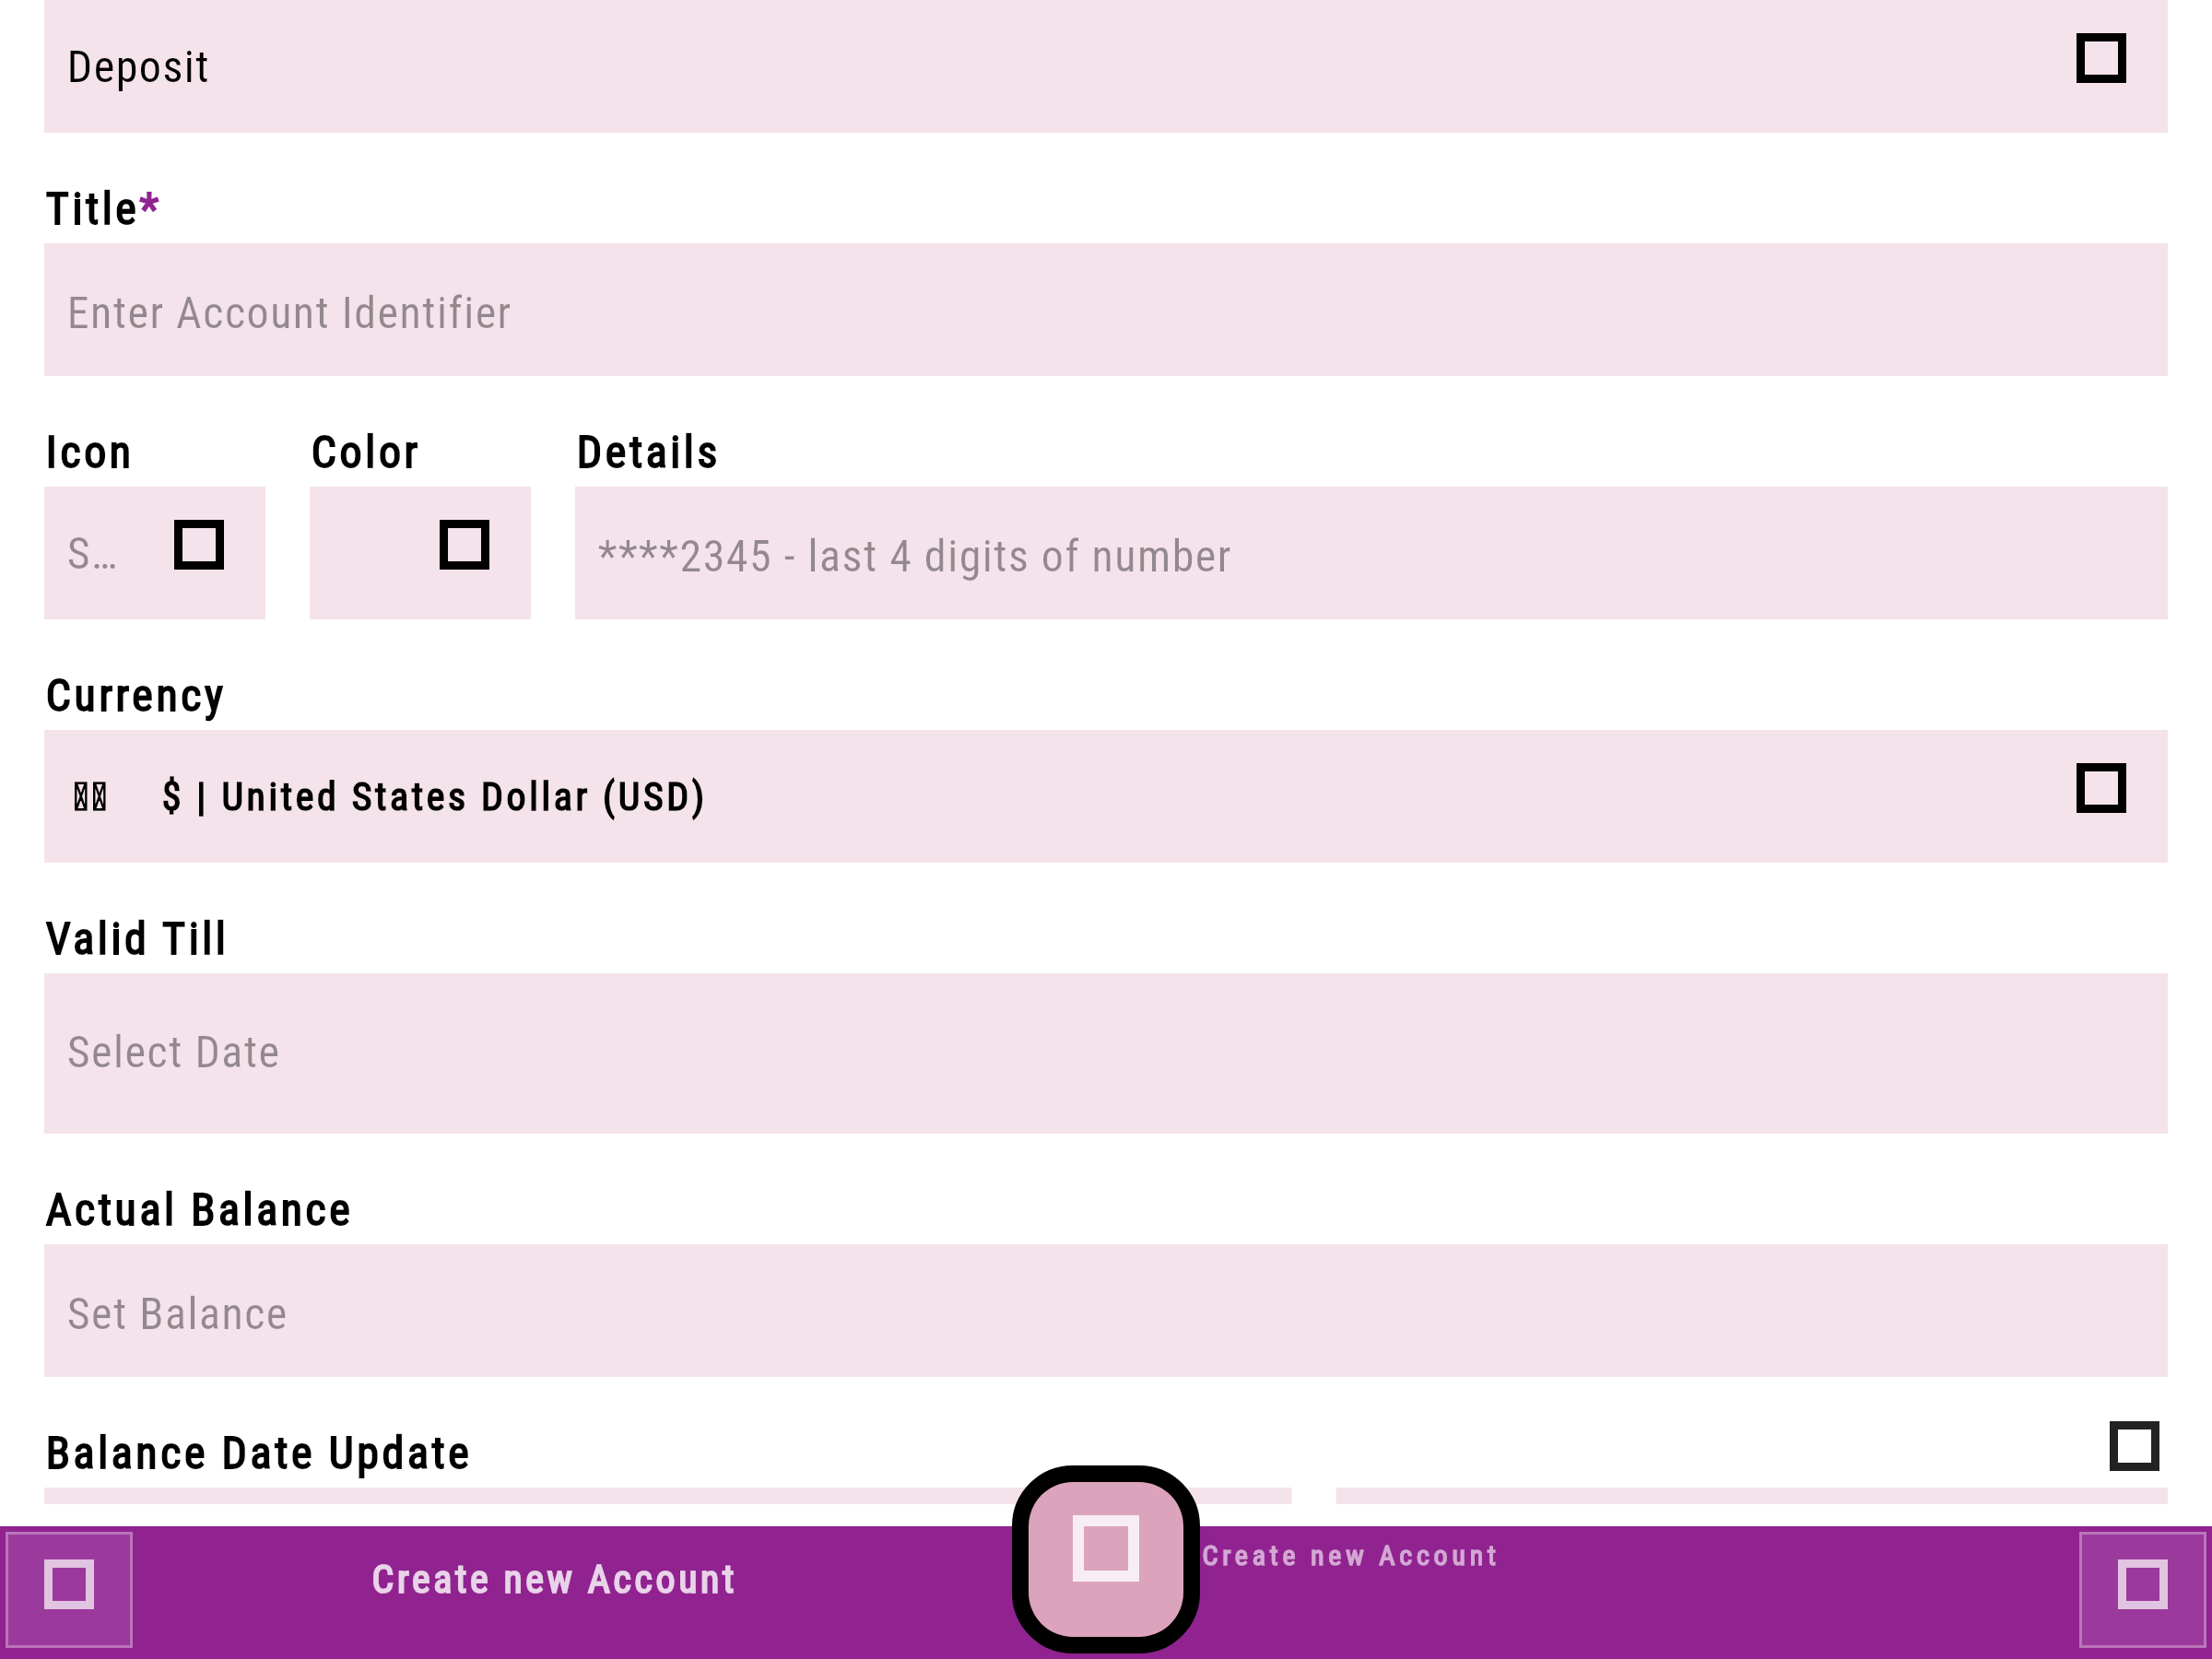 Deposit
Title*
Enter Account Identifier
Icon Color Details
S… ****2345 - last 4 digits of number
Currency
$ | United States Dollar (USD)
Valid Till
Select Date
Actual Balance
Set Balance
Balance Date Update
Create new Account Create new Account